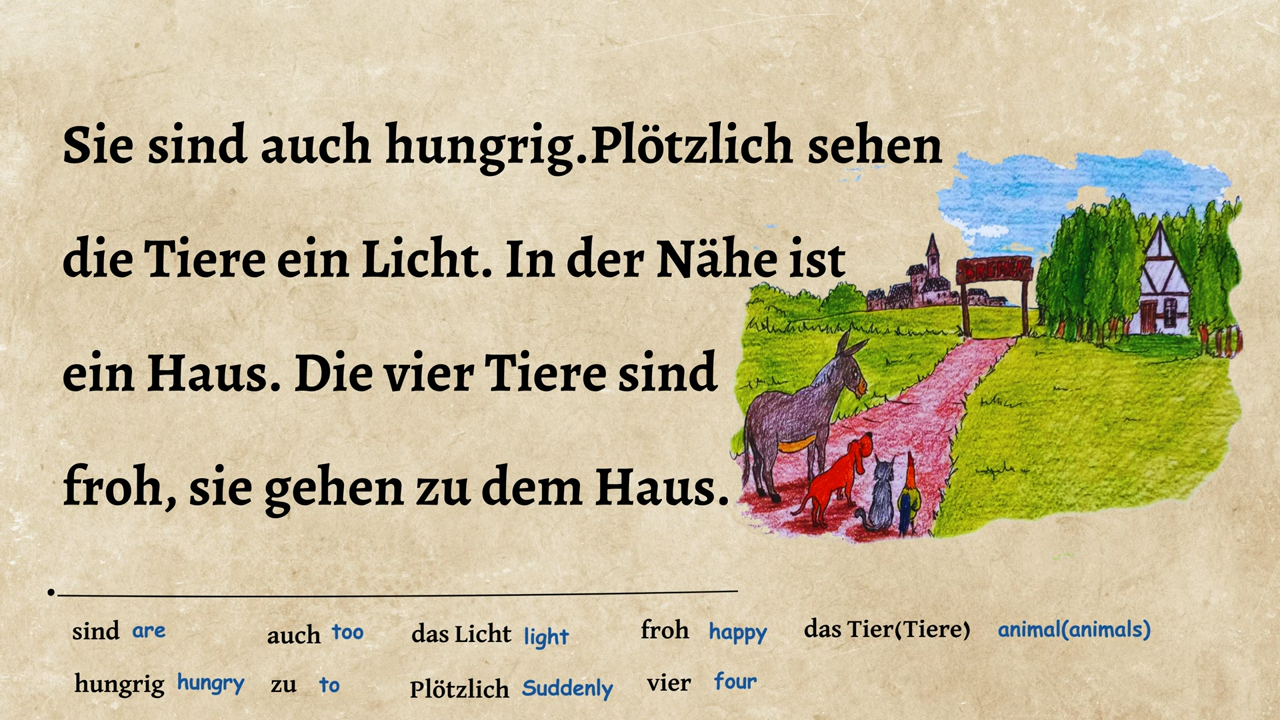 Sie sind auch hungrig.Plötzlich sehen
die Tiere ein Licht. In der Nähe ist
ein Haus. Die vier Tiere sind
froh, sie gehen zu dem Haus.
BREMEN
sind are auch too das Licht light froh happy das Tier(Tiere) animal(animals)
hungrig hungry zu to Plötzlich Suddenly vier four